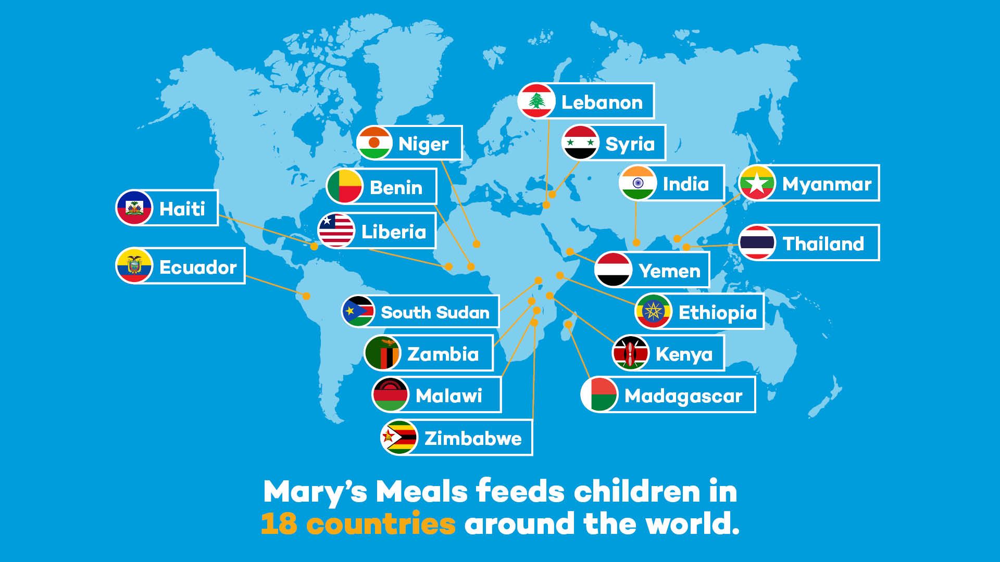 Lebanon
Niger
Syria
Benin
India
Myanmar
Haiti
Liberia
Thailand
Ecuador
Yemen
South Sudan
Ethiopia
Zambia
Kenya
Malawi
Madagascar
Zimbabwe
Mary's Meals feeds children in
18 countries around the world.